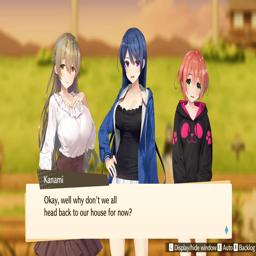 Kanami
Okay, well why don't we all
head back to our house for now?
L Display/hide window X Auto R Backlog